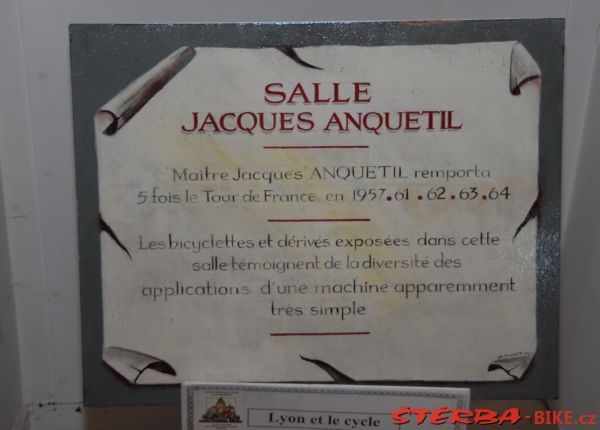 SALLE
JACQUES ANQUETIL
Maître Jacques ANQUETIL remporta
5 fois le Tour de France en 1957.61.62.63.64
Les bicyclettes et dérivés exposées dans cette
salle témoignent de la diversité des
applications d'une machine apparemment
très simple
Lyon et le cycle
STERBA-BIKE.cz